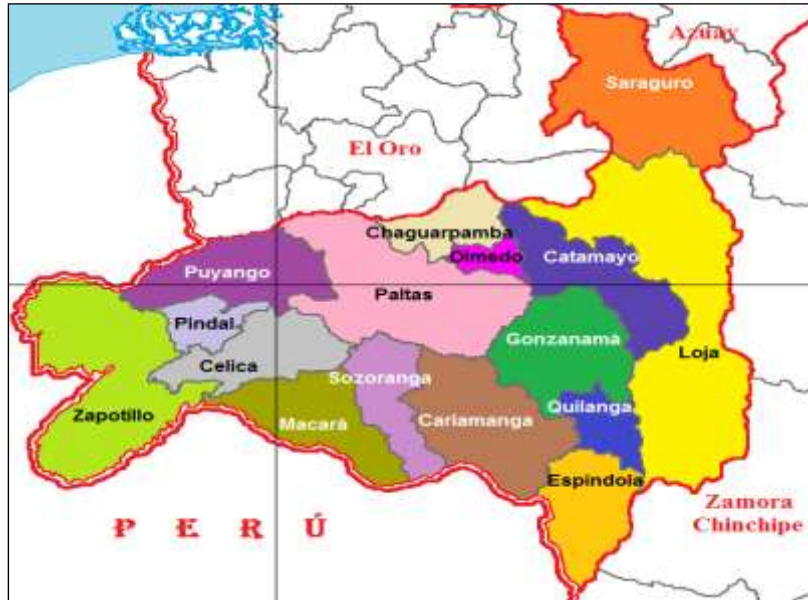 Azuay
Saraguro
El Oro
Chaguarpamba
Olmedo
Catamayo
Puyango
Paltas
Pindal
Gonzanamá
Loja
Celica
Sozoranga
Quilanga
Zapotillo
Macará
Cariamanga
Espindola
Zamora
Chinchipe
P E R Ú